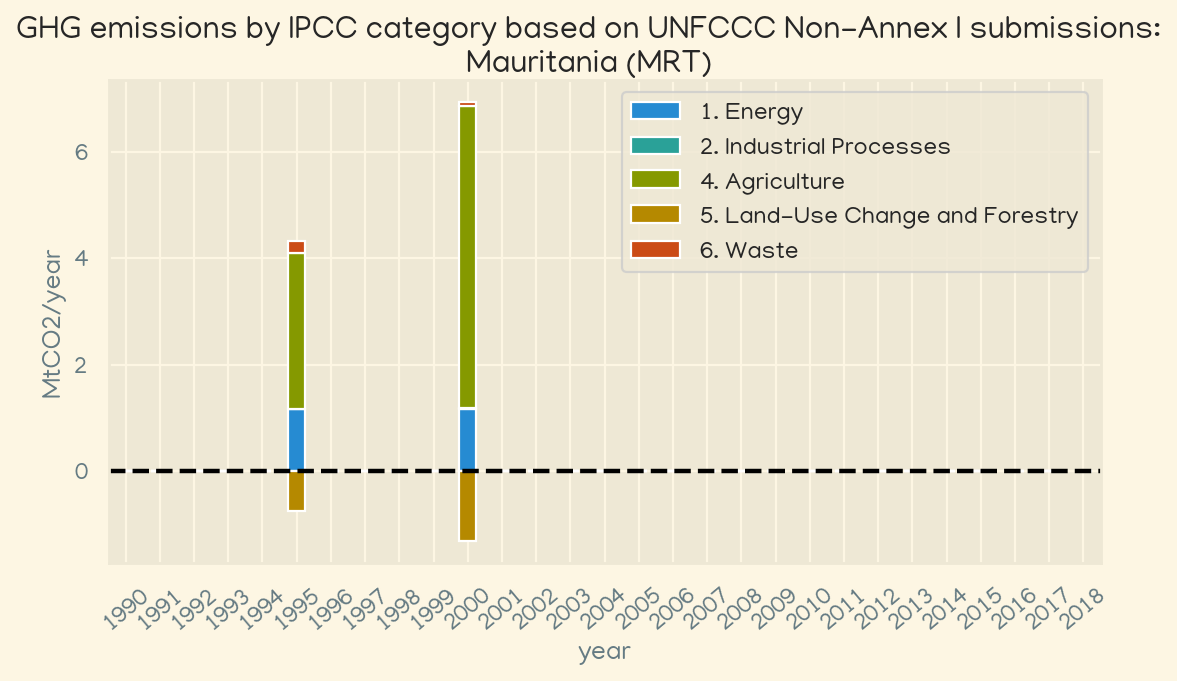 GHG emissions by IPCC category based on UNFCCC Non-Annex I submissions:
Mauritania (MRT)
1. Energy
2. Industrial Processes
4. Agriculture
5. Land-Use Change and Forestry
6. Waste
6
4
2
0
MtCO2/year
1990 1991 1992 1993 1994 1995 1996 1997 1998 1999 2000 2001 2002 2003 2004 2005 2006 2007 2008 2009 2010 2011 2012 2013 2014 2015 2016 2017 2018
year